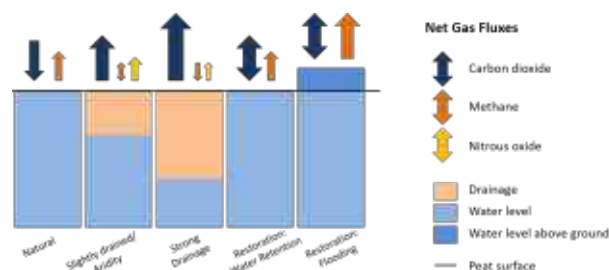 Net Gas Fluxes
Carbon dioxide
Methane
Nitrous oxide
Drainage
Water level
Water level above ground
Peat surface
Natural
Slightly drained/
Aridity
Strong
Drainage
Restoration:
Water Retention
Restoration:
Flooding